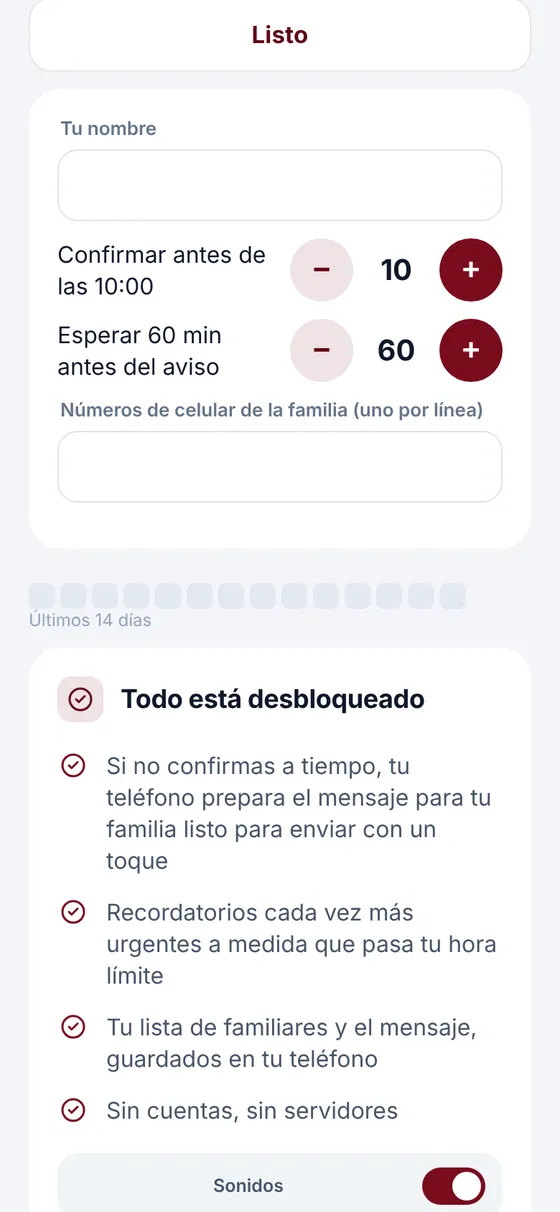 Listo
Tu nombre
Confirmar antes de
las 10:00
− 10 +
Esperar 60 min
antes del aviso
− 60 +
Números de celular de la familia (uno por línea)
Últimos 14 días
Todo está desbloqueado
Si no confirmas a tiempo, tu
teléfono prepara el mensaje para tu
familia listo para enviar con un
toque
Recordatorios cada vez más
urgentes a medida que pasa tu hora
límite
Tu lista de familiares y el mensaje,
guardados en tu teléfono
Sin cuentas, sin servidores
Sonidos